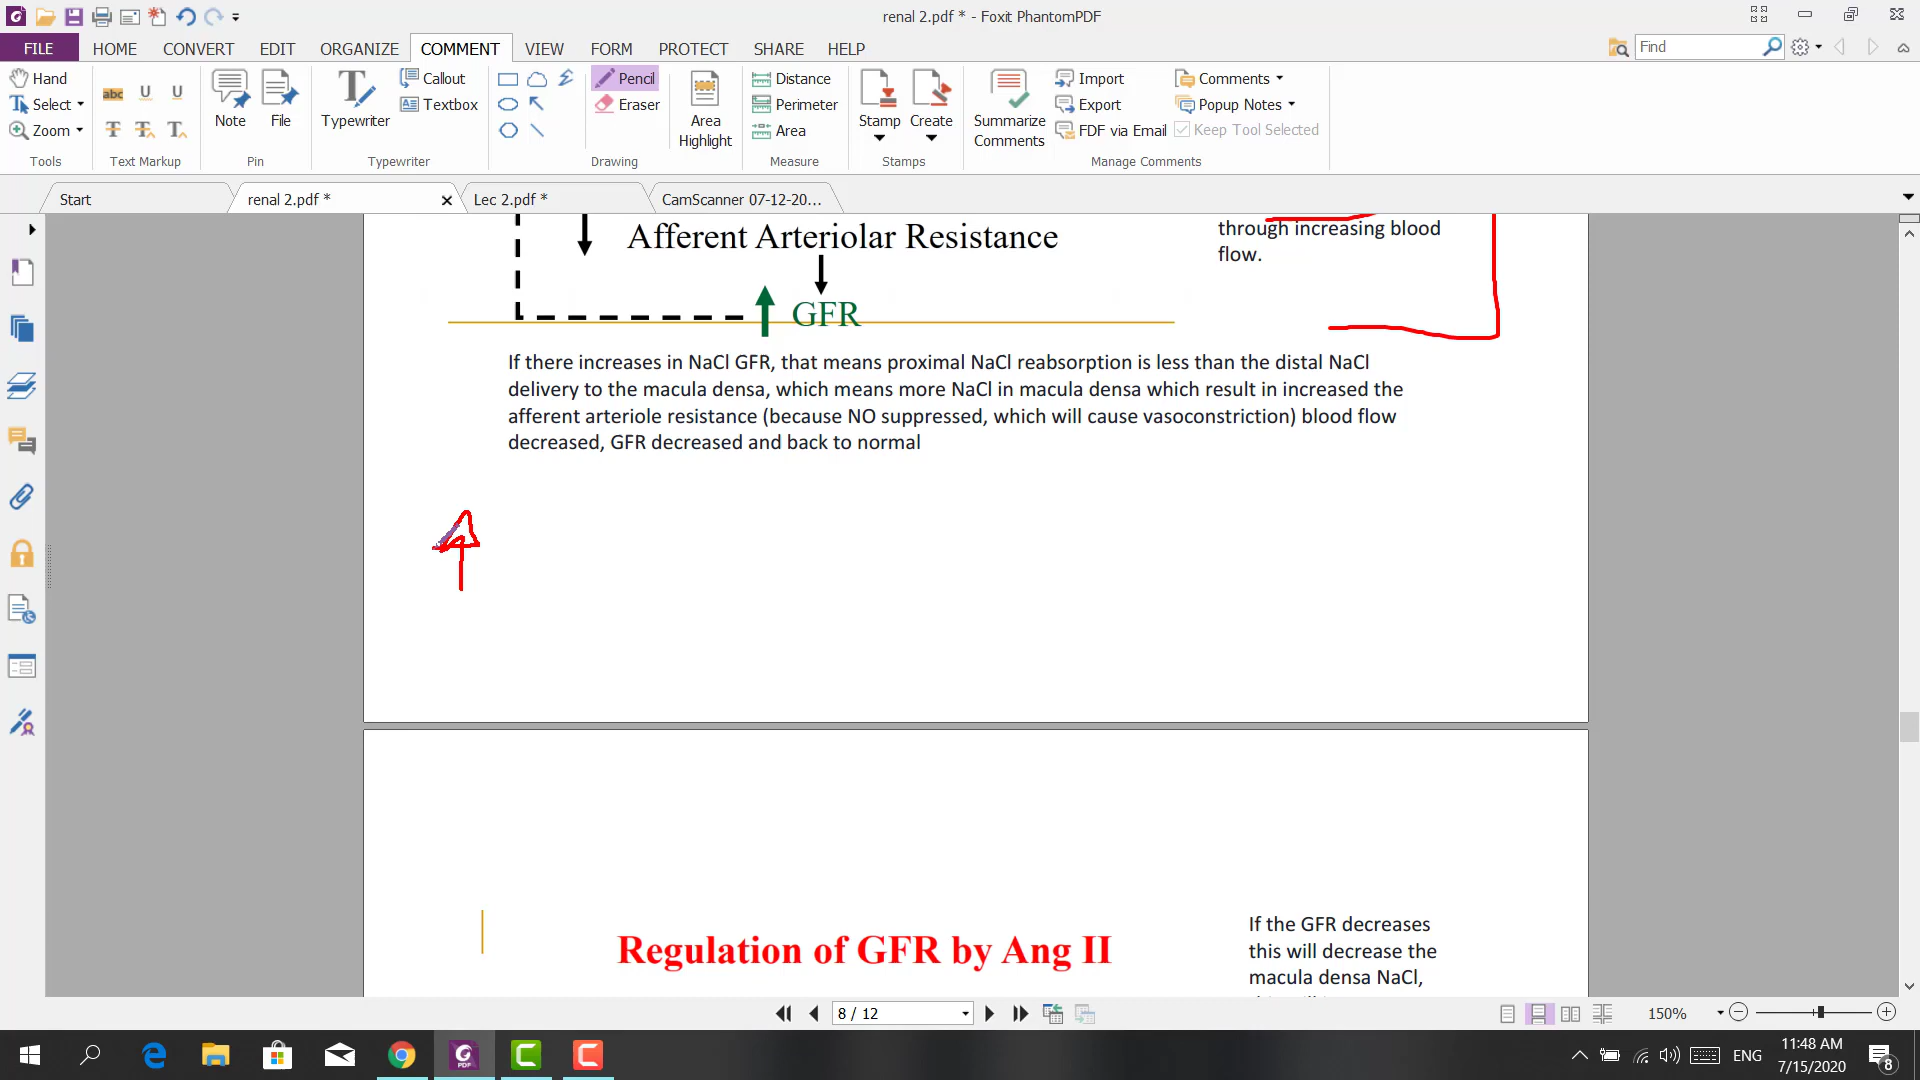 renal 2.pdf * - Foxit PhantomPDF
FILE HOME CONVERT EDIT ORGANIZE COMMENT VIEW FORM PROTECT SHARE HELP Find
Hand
Select
Zoom
Tools
abc U U
T T T
Text Markup
Note File
Pin
Typewriter
Callout
Textbox
Typewriter
Pencil
Eraser
Drawing
Area
Highlight
Distance
Perimeter
Area
Measure
Stamp Create
Stamps
Summarize
Comments
Import
Export
FDF via Email
Comments
Popup Notes
Keep Tool Selected
Manage Comments
Start renal 2.pdf * Lec 2.pdf * CamScanner 07-12-20...
Afferent Arteriolar Resistance
GFR
through increasing blood
flow.
If there increases in NaCl GFR, that means proximal NaCl reabsorption is less than the distal NaCl
delivery to the macula densa, which means more NaCl in macula densa which result in increased the
afferent arteriole resistance (because NO suppressed, which will cause vasoconstriction) blood flow
decreased, GFR decreased and back to normal
Regulation of GFR by Ang II
If the GFR decreases
this will decrease the
macula densa NaCl,
8 / 12
150%
PDF
ENG
11:48 AM
7/15/2020
8